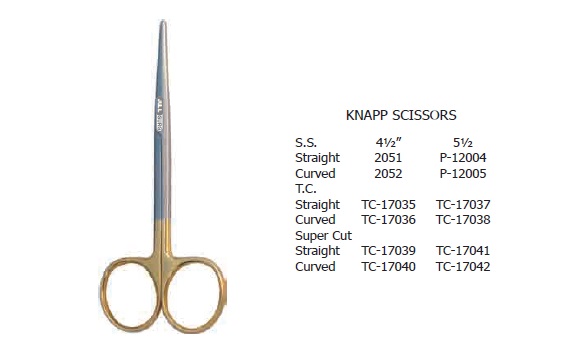 KNAPP SCISSORS
S.S. 4½” 5½
Straight 2051 P-12004
Curved 2052 P-12005
T.C.
Straight TC-17035 TC-17037
Curved TC-17036 TC-17038
Super Cut
Straight TC-17039 TC-17041
Curved TC-17040 TC-17042